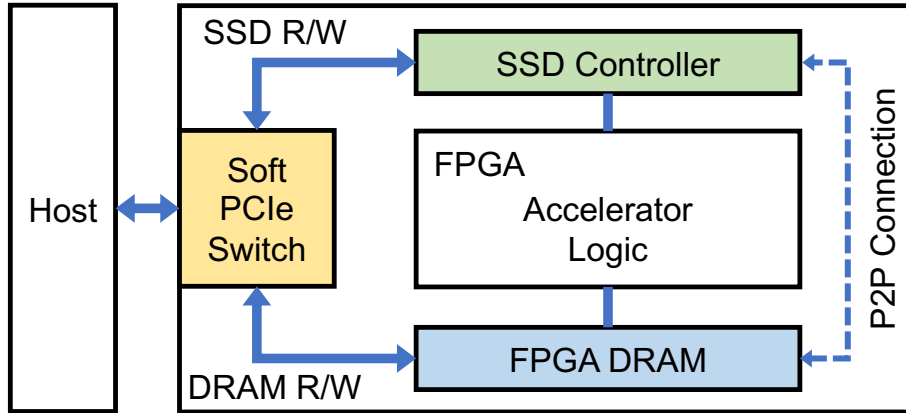 SSD R/W
SSD Controller
Host
Soft
PCIe
Switch
FPGA
Accelerator
Logic
P2P Connection
DRAM R/W
FPGA DRAM